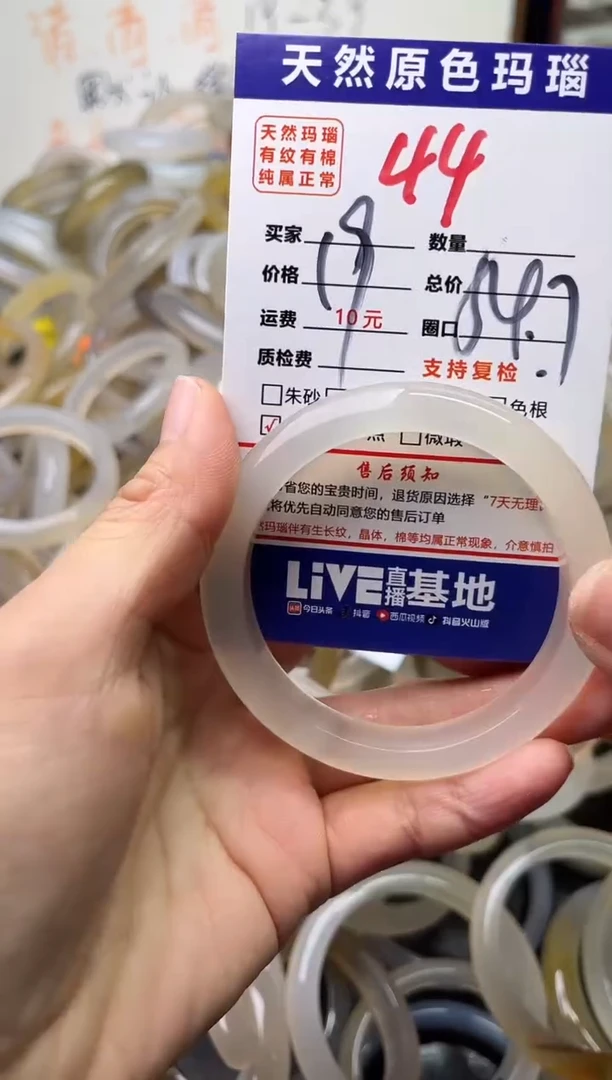 天然原色玛瑙
天然玛瑙
有纹有棉
纯属正常
44
买家 数量
价格 总价
19
54.7
运费 10元 圈口
质检费 支持复检
朱砂 色根
√ 点 微瑕
售后须知
省您的宝贵时间，退货原因选择“7天无理
将优先自动同意您的售后订单
然玛瑙伴有生长纹，晶体，棉等均属正常现象，介意慎拍
LiVE直播基地
头条 今日头条 抖音 西瓜视频 抖音火山版